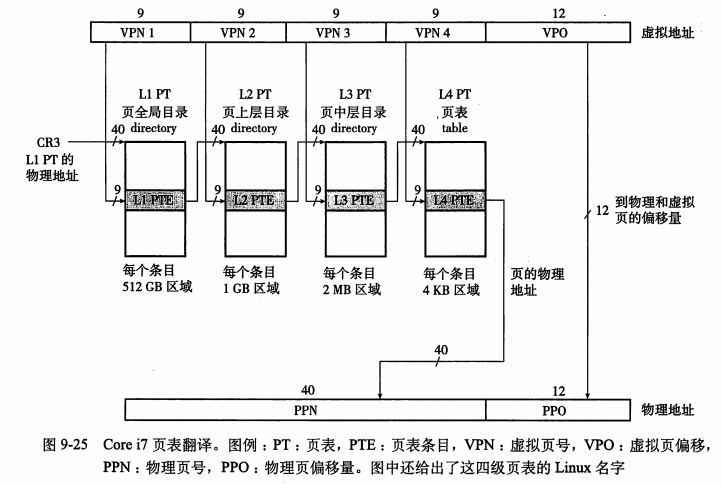 9 9 9 9 12
VPN 1 VPN 2 VPN 3 VPN 4 VPO 虚拟地址
L1 PT L2 PT L3 PT L4 PT
页全局目录 页上层目录 页中层目录 页表
directory directory directory table
CR3 40 40 40 40
L1 PT 的
物理地址
9 9 9 9
L1 PTE L2 PTE L3 PTE L4 PTE
12 到物理和虚拟
页的偏移量
每个条目 每个条目 每个条目 每个条目 页的物理
512 GB 区域 1 GB 区域 2 MB 区域 4 KB 区域 地址
40
40 12
PPN PPO 物理地址
图 9-25 Core i7 页表翻译。图例：PT：页表，PTE：页表条目，VPN：虚拟页号，VPO：虚拟页偏移，
PPN：物理页号，PPO：物理页偏移量。图中还给出了这四级页表的 Linux 名字